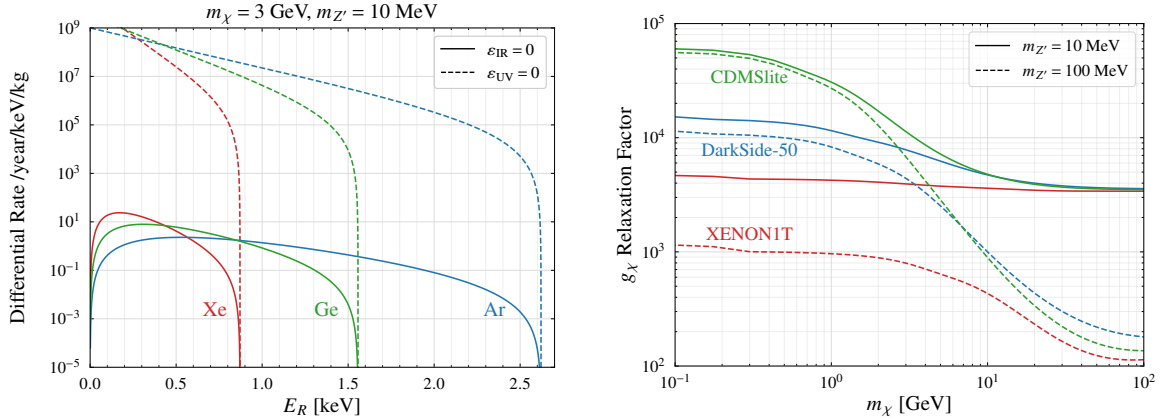 m_χ = 3 GeV, m_Z′ = 10 MeV
Differential Rate /year/keV/kg
10^9
10^7
10^5
10^3
10^1
10^−1
10^−3
10^−5
ε_IR = 0
ε_UV = 0
Xe
Ge
Ar
0.0
0.5
1.0
1.5
2.0
2.5
E_R [keV]
g_χ Relaxation Factor
10^5
10^4
10^3
10^2
m_Z′ = 10 MeV
m_Z′ = 100 MeV
CDMSlite
DarkSide-50
XENON1T
10^−1
10^0
10^1
10^2
m_χ [GeV]